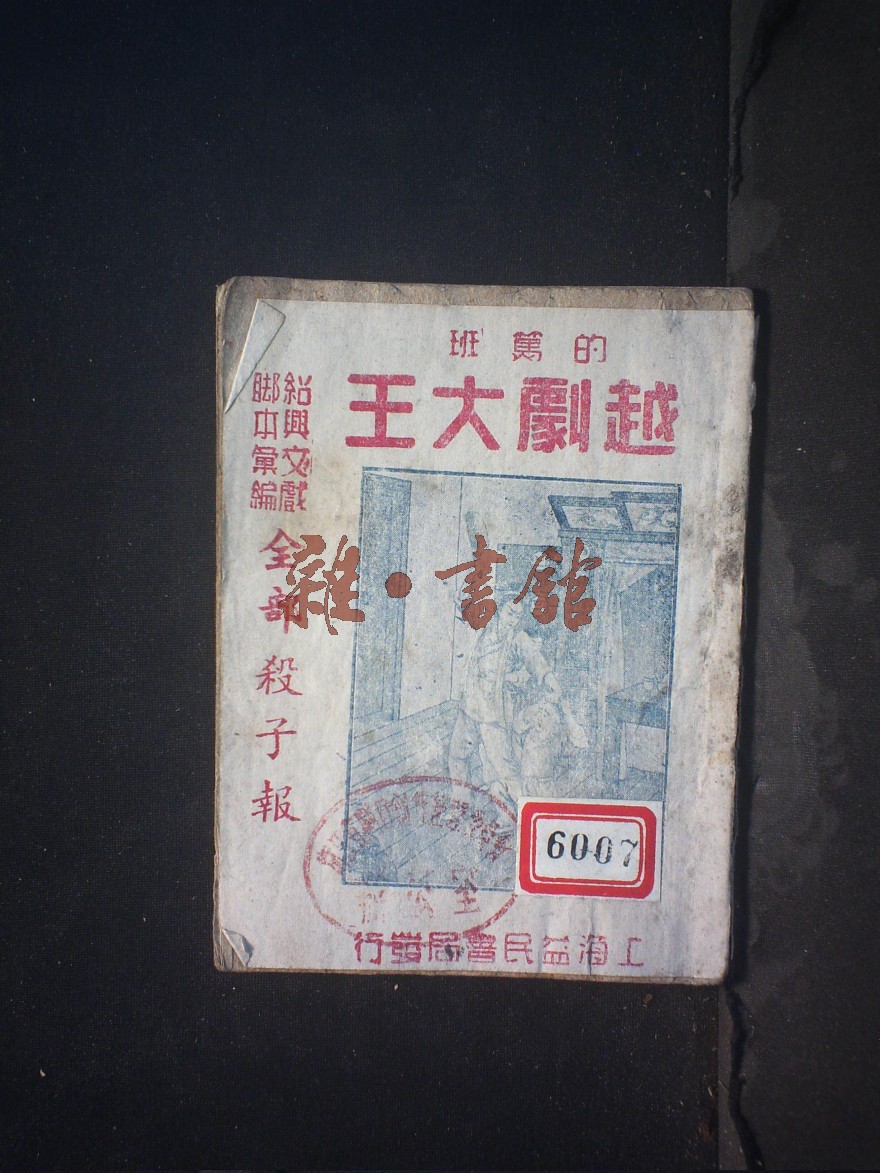 的篤班
越劇大王
紹興文戲
脚本彙編
全部殺子報
雜·書館
6007
上海益民書局發行